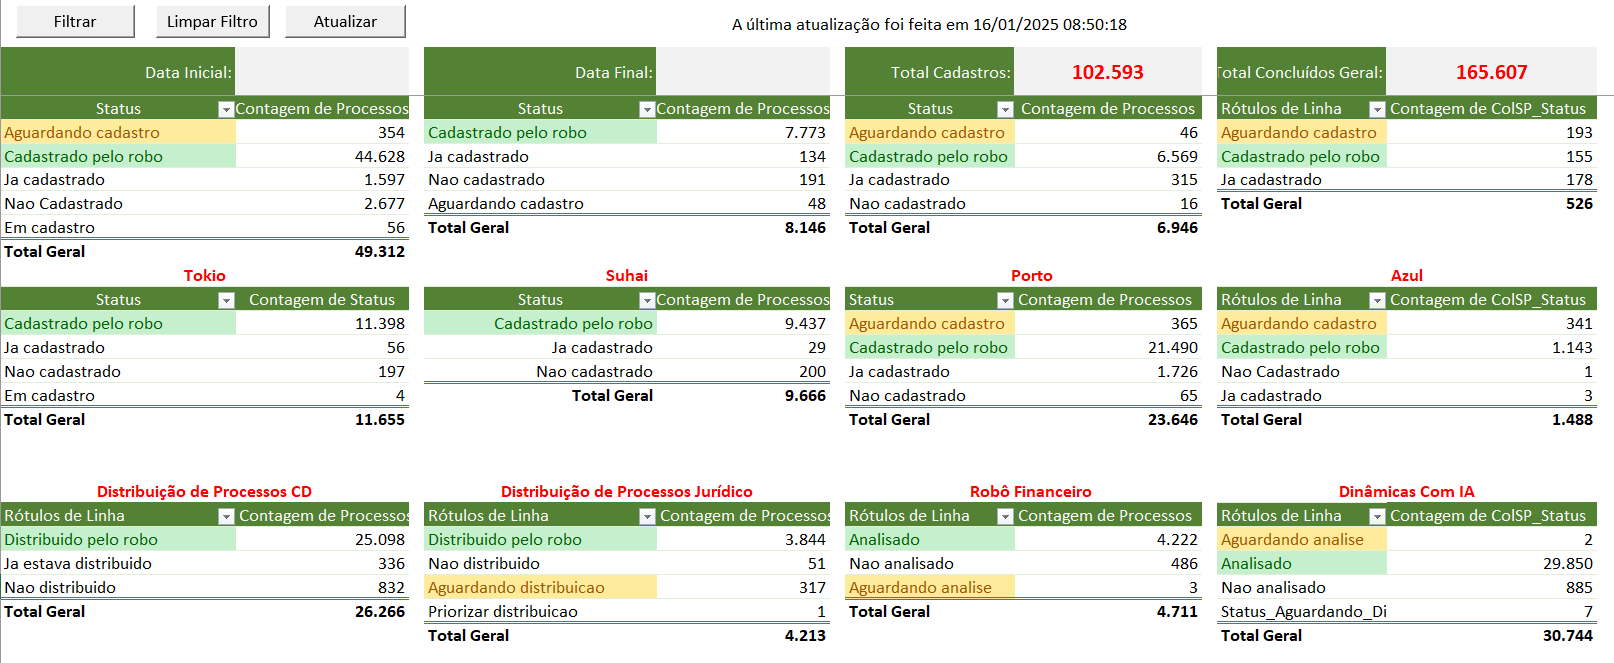 Filtrar Limpar Filtro Atualizar
A última atualização foi feita em 16/01/2025 08:50:18
Data Inicial: Data Final: Total Cadastros: 102.593 Total Concluídos Geral: 165.607
Status Contagem de Processos
Aguardando cadastro 354
Cadastrado pelo robo 44.628
Ja cadastrado 1.597
Nao Cadastrado 2.677
Em cadastro 56
Total Geral 49.312
Status Contagem de Processos
Cadastrado pelo robo 7.773
Ja cadastrado 134
Nao cadastrado 191
Aguardando cadastro 48
Total Geral 8.146
Status Contagem de Processos
Aguardando cadastro 46
Cadastrado pelo robo 6.569
Ja cadastrado 315
Nao cadastrado 16
Total Geral 6.946
Rótulos de Linha Contagem de ColSP_Status
Aguardando cadastro 193
Cadastrado pelo robo 155
Ja cadastrado 178
Total Geral 526
Tokio
Status Contagem de Status
Cadastrado pelo robo 11.398
Ja cadastrado 56
Nao cadastrado 197
Em cadastro 4
Total Geral 11.655
Suhai
Status Contagem de Processos
Cadastrado pelo robo 9.437
Ja cadastrado 29
Nao cadastrado 200
Total Geral 9.666
Porto
Status Contagem de Processos
Aguardando cadastro 365
Cadastrado pelo robo 21.490
Ja cadastrado 1.726
Nao cadastrado 65
Total Geral 23.646
Azul
Rótulos de Linha Contagem de ColSP_Status
Aguardando cadastro 341
Cadastrado pelo robo 1.143
Nao Cadastrado 1
Ja cadastrado 3
Total Geral 1.488
Distribuição de Processos CD
Rótulos de Linha Contagem de Processos
Distribuido pelo robo 25.098
Ja estava distribuido 336
Nao distribuido 832
Total Geral 26.266
Distribuição de Processos Jurídico
Rótulos de Linha Contagem de Processos
Distribuido pelo robo 3.844
Nao distribuido 51
Aguardando distribuicao 317
Priorizar distribuicao 1
Total Geral 4.213
Robô Financeiro
Rótulos de Linha Contagem de Processos
Analisado 4.222
Nao analisado 486
Aguardando analise 3
Total Geral 4.711
Dinâmicas Com IA
Rótulos de Linha Contagem de ColSP_Status
Aguardando analise 2
Analisado 29.850
Nao analisado 885
Status_Aguardando_Di 7
Total Geral 30.744